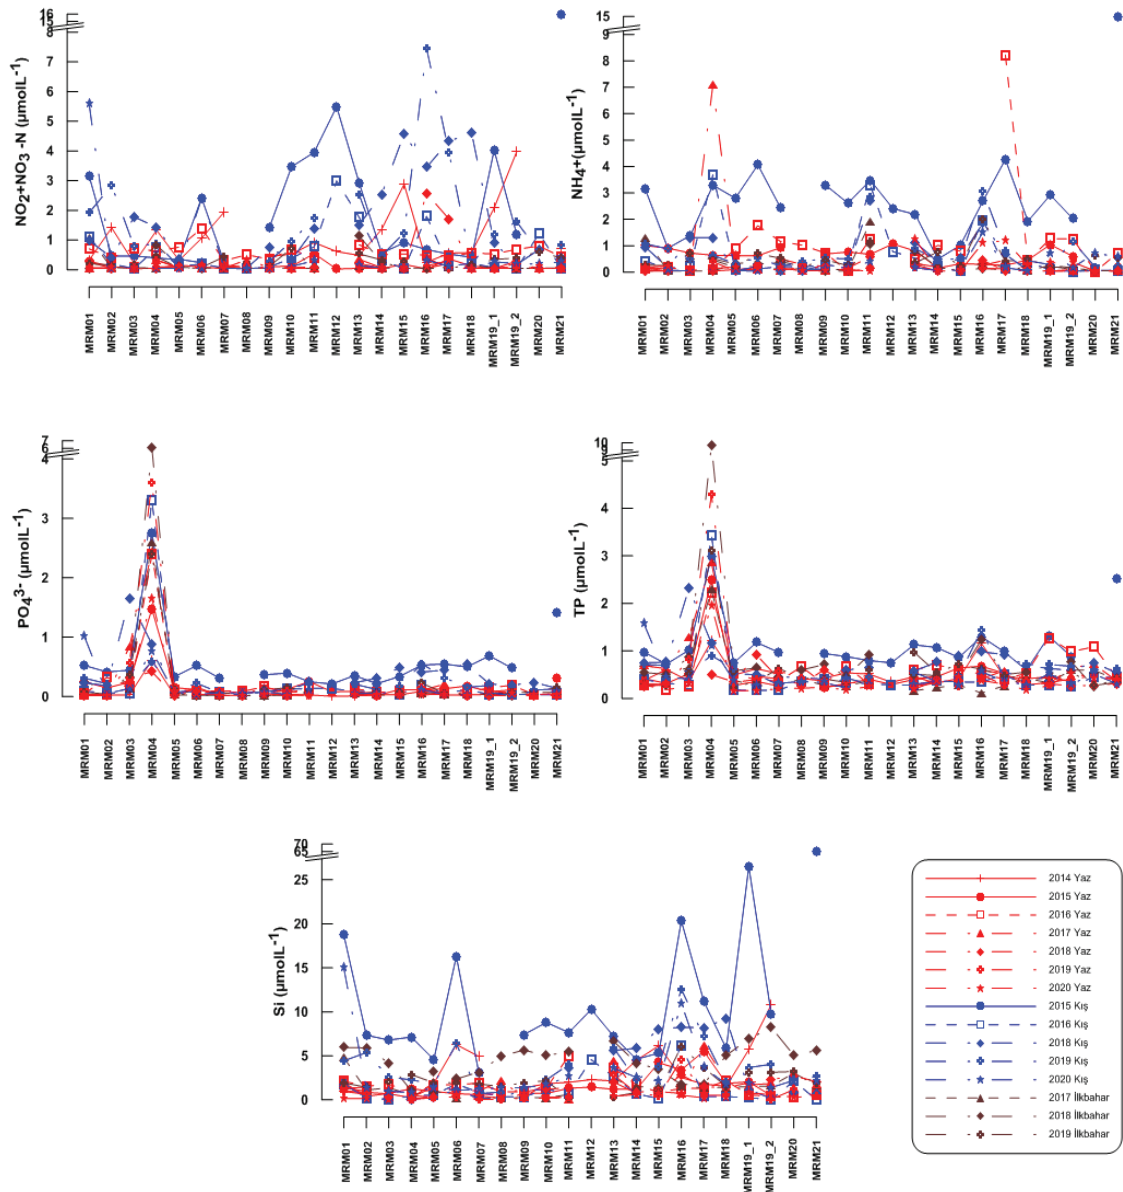 NO2+NO3 -N (µmolL-1)
16
15
8
7
6
5
4
3
2
1
0
MRM01
MRM02
MRM03
MRM04
MRM05
MRM06
MRM07
MRM08
MRM09
MRM10
MRM11
MRM12
MRM13
MRM14
MRM15
MRM16
MRM17
MRM18
MRM19_1
MRM19_2
MRM20
MRM21
NH4+(µmolL-1)
15
9
8
7
6
5
4
3
2
1
0
MRM01
MRM02
MRM03
MRM04
MRM05
MRM06
MRM07
MRM08
MRM09
MRM10
MRM11
MRM12
MRM13
MRM14
MRM15
MRM16
MRM17
MRM18
MRM19_1
MRM19_2
MRM20
MRM21
PO43- (µmolL-1)
7
6
4
3
2
1
0
MRM01
MRM02
MRM03
MRM04
MRM05
MRM06
MRM07
MRM08
MRM09
MRM10
MRM11
MRM12
MRM13
MRM14
MRM15
MRM16
MRM17
MRM18
MRM19_1
MRM19_2
MRM20
MRM21
TP (µmolL-1)
10
9
5
4
3
2
1
0
MRM01
MRM02
MRM03
MRM04
MRM05
MRM06
MRM07
MRM08
MRM09
MRM10
MRM11
MRM12
MRM13
MRM14
MRM15
MRM16
MRM17
MRM18
MRM19_1
MRM19_2
MRM20
MRM21
Si (µmolL-1)
70
65
25
20
15
10
5
0
MRM01
MRM02
MRM03
MRM04
MRM05
MRM06
MRM07
MRM08
MRM09
MRM10
MRM11
MRM12
MRM13
MRM14
MRM15
MRM16
MRM17
MRM18
MRM19_1
MRM19_2
MRM20
MRM21
2014 Yaz
2015 Yaz
2016 Yaz
2017 Yaz
2018 Yaz
2019 Yaz
2020 Yaz
2015 Kış
2016 Kış
2018 Kış
2019 Kış
2020 Kış
2017 İlkbahar
2018 İlkbahar
2019 İlkbahar